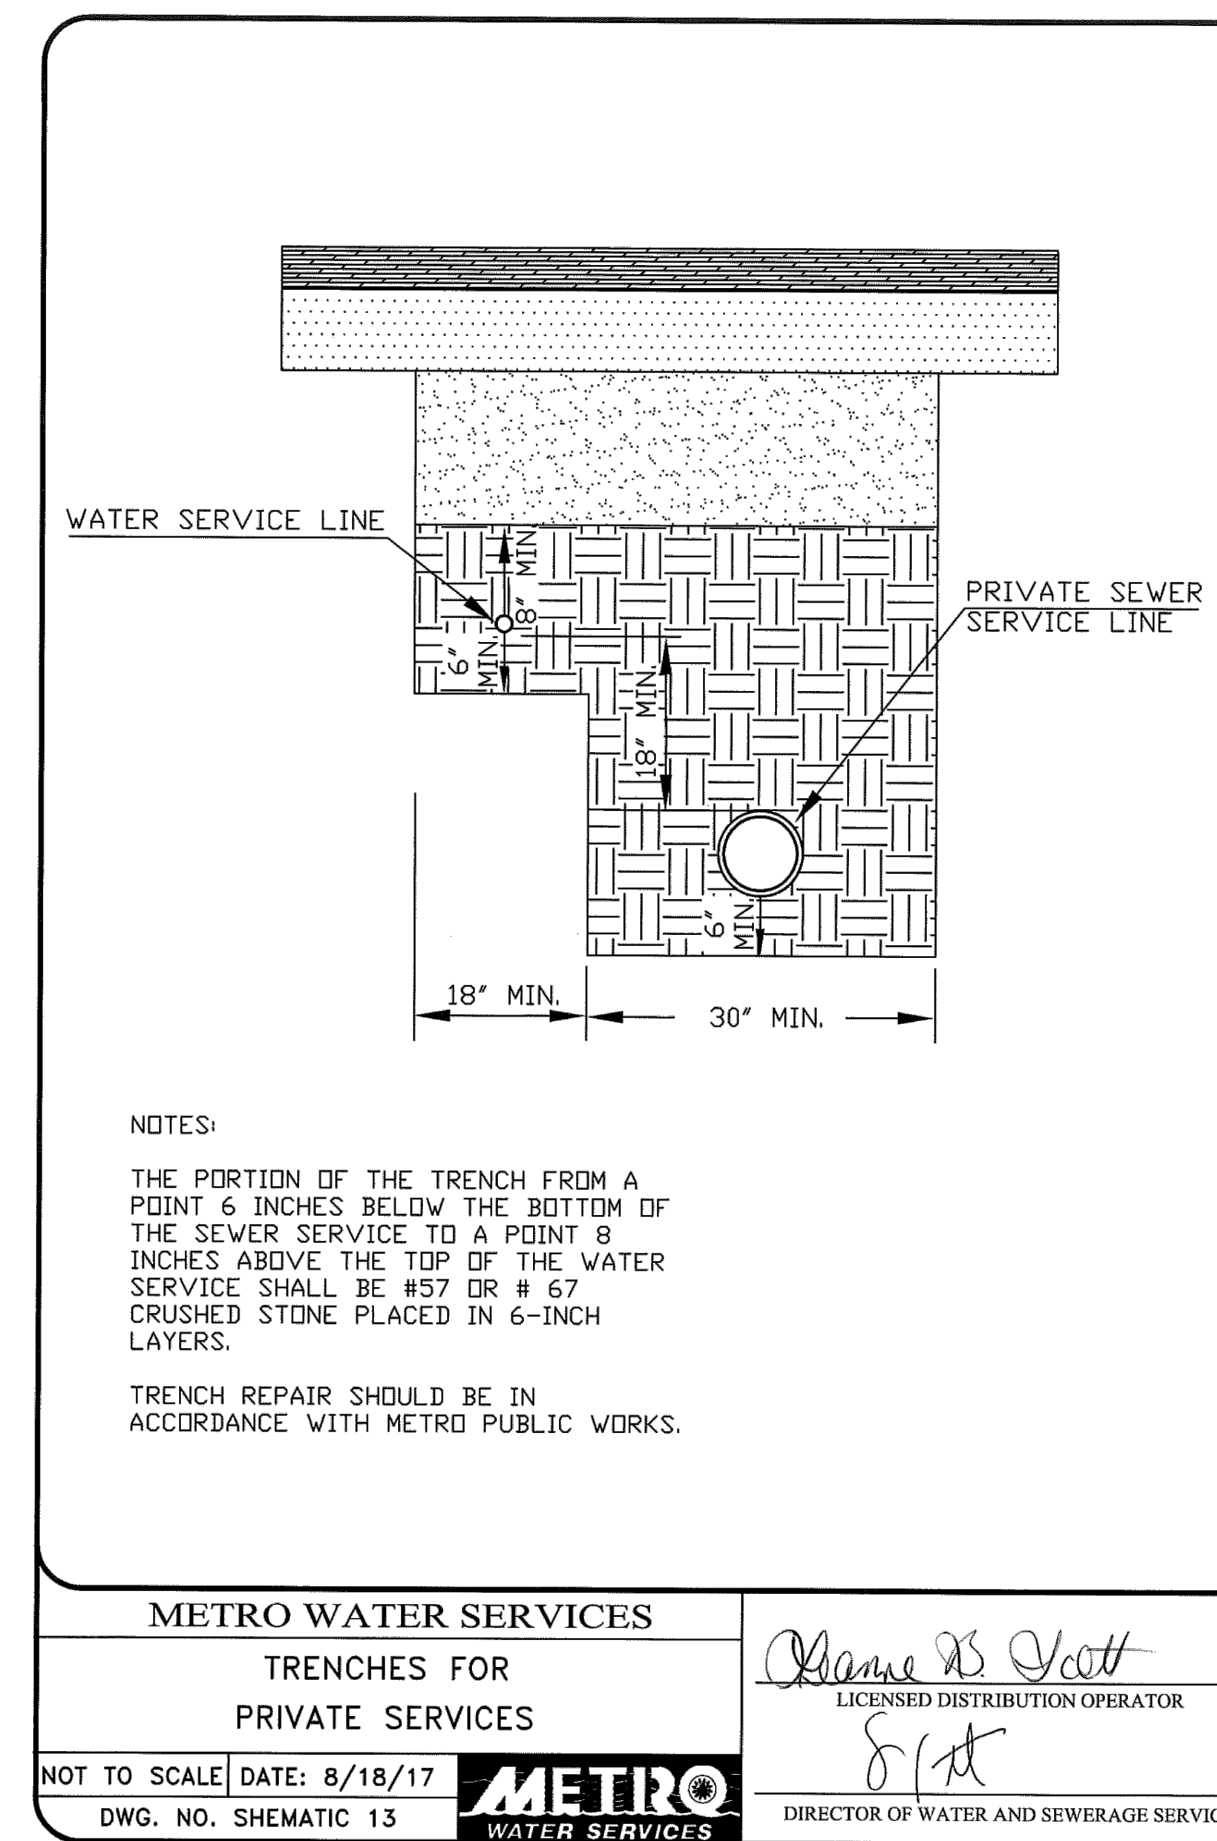 WATER SERVICE LINE
8" MIN.
6" MIN.
PRIVATE SEWER
SERVICE LINE
18" MIN.
6" MIN.
18" MIN.
30" MIN.
NOTES:
THE PORTION OF THE TRENCH FROM A
POINT 6 INCHES BELOW THE BOTTOM OF
THE SEWER SERVICE TO A POINT 8
INCHES ABOVE THE TOP OF THE WATER
SERVICE SHALL BE #57 OR # 67
CRUSHED STONE PLACED IN 6-INCH
LAYERS.
TRENCH REPAIR SHOULD BE IN
ACCORDANCE WITH METRO PUBLIC WORKS.
METRO WATER SERVICES
TRENCHES FOR
PRIVATE SERVICES
NOT TO SCALE
DATE: 8/18/17
DWG. NO. SHEMATIC 13
METRO
WATER SERVICES
LICENSED DISTRIBUTION OPERATOR
DIRECTOR OF WATER AND SEWERAGE SERVIC